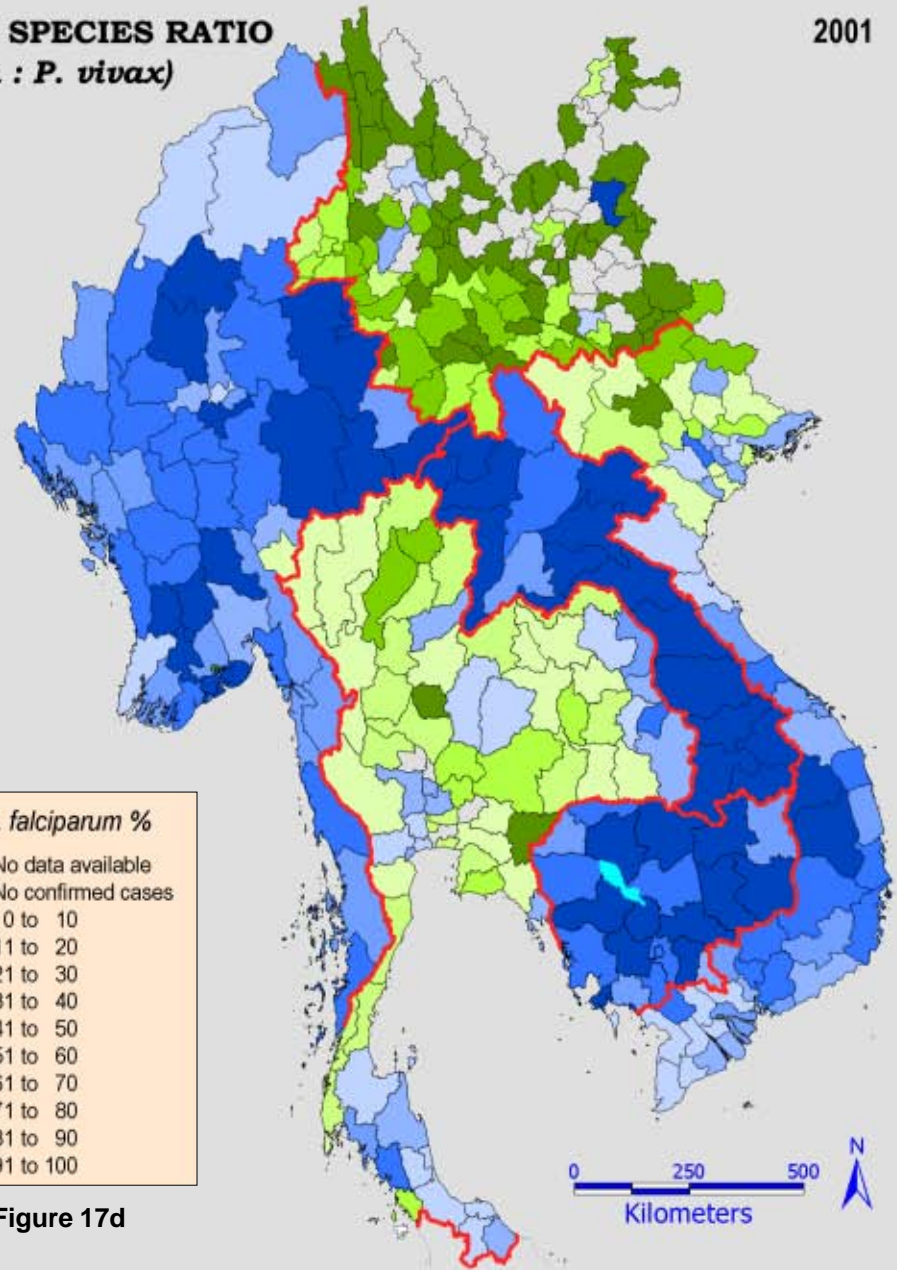 SPECIES RATIO
: P. vivax)
2001
falciparum %
No data available
No confirmed cases
0 to 10
11 to 20
21 to 30
31 to 40
41 to 50
51 to 60
61 to 70
71 to 80
81 to 90
91 to 100
Figure 17d
0 250 500
Kilometers
N